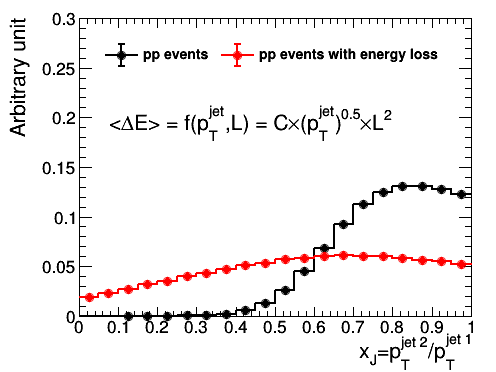 Arbitrary unit
0.3
0.25
0.2
0.15
0.1
0.05
0
pp events
pp events with energy loss
<ΔE> = f(p_T^jet,L) = C×(p_T^jet)^0.5×L^2
0 0.1 0.2 0.3 0.4 0.5 0.6 0.7 0.8 0.9 1
x_J=p_T^jet 2/p_T^jet 1